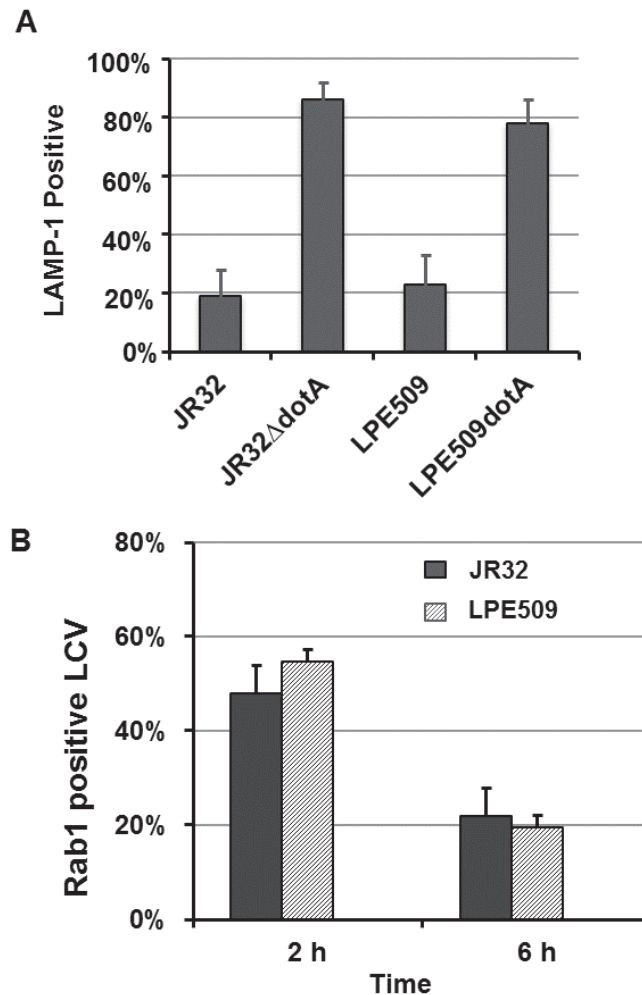 A
LAMP-1 Positive
100%
80%
60%
40%
20%
0%
JR32
JR32ΔdotA
LPE509
LPE509dotA
B
Rab1 positive LCV
80%
60%
40%
20%
0%
JR32
LPE509
2 h
6 h
Time